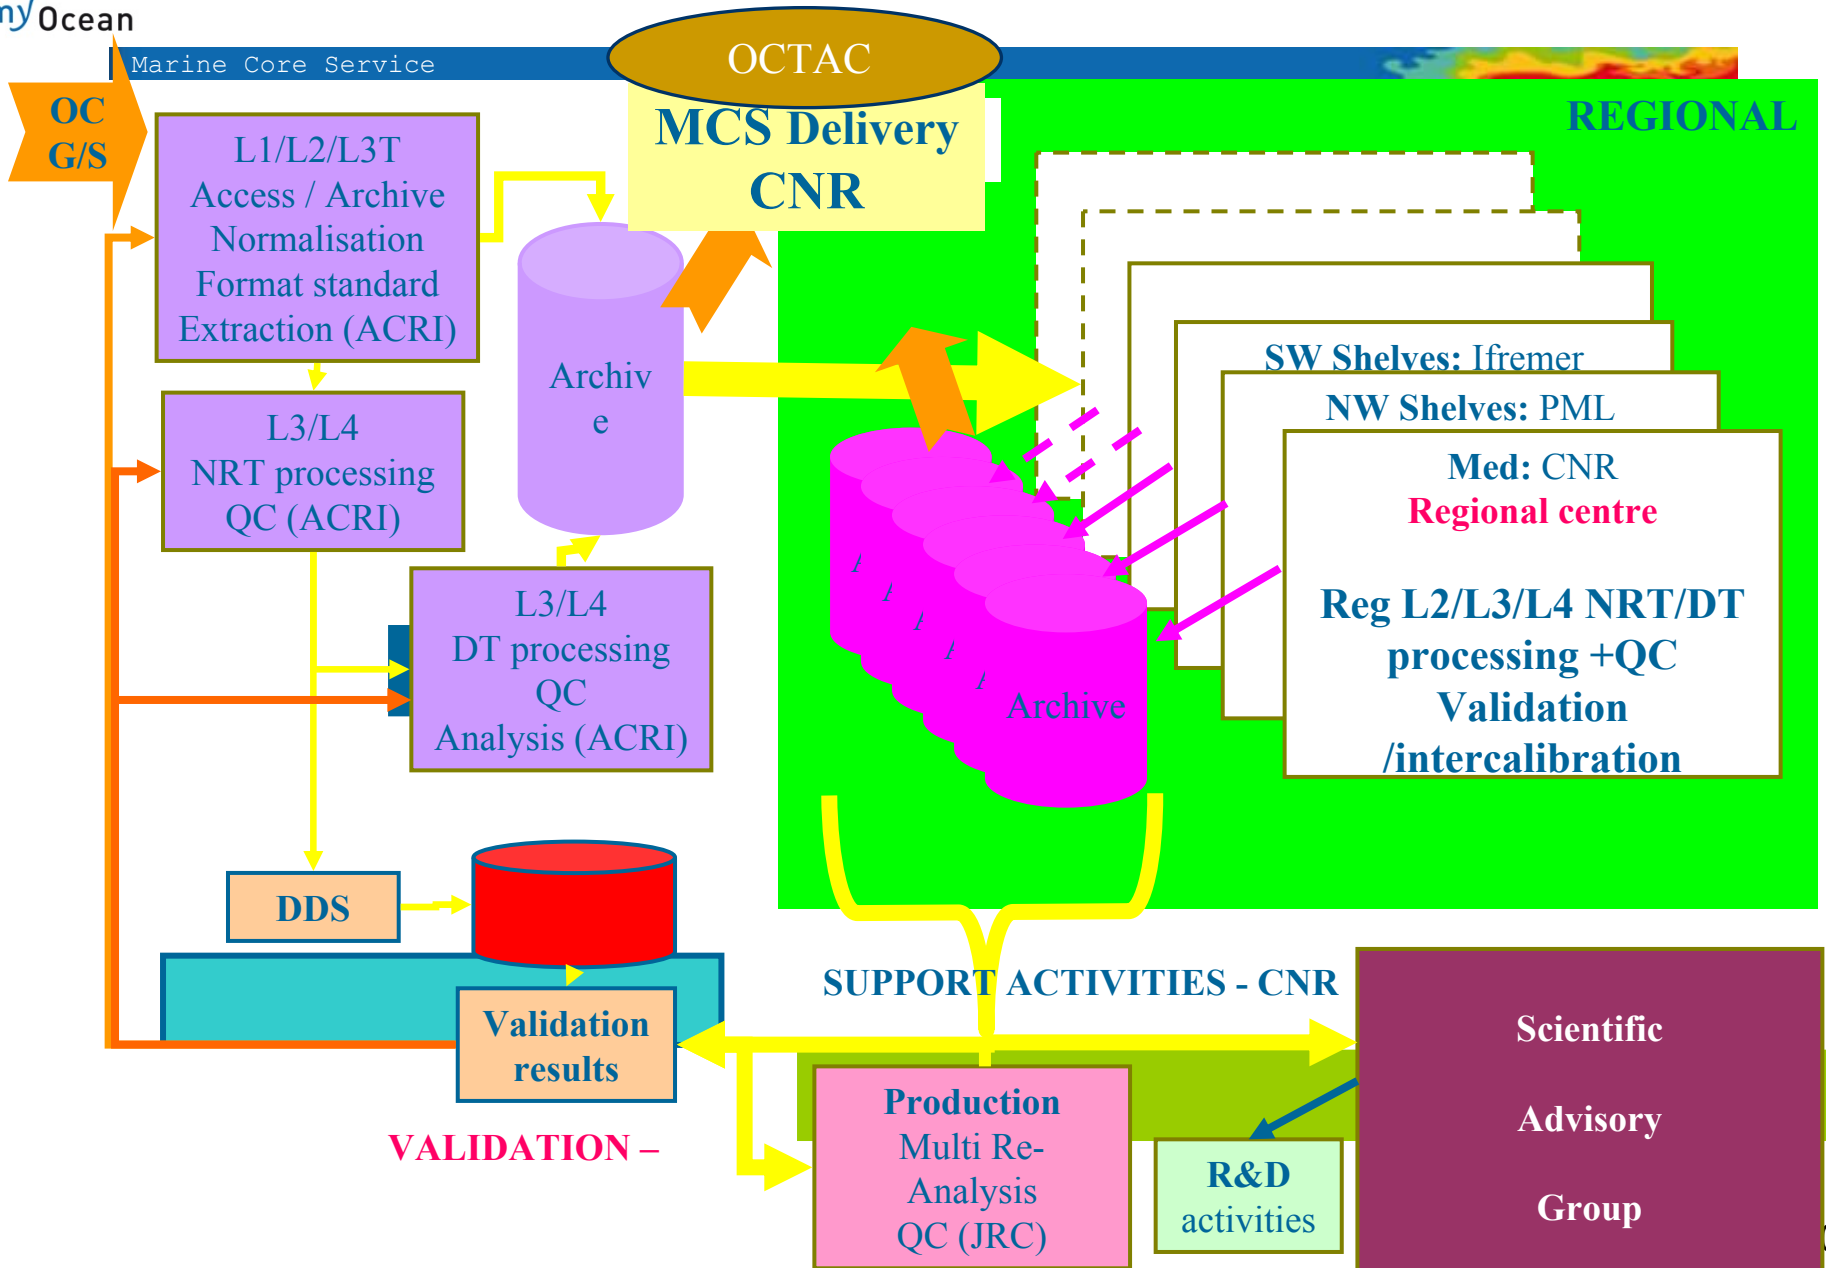 my Ocean
Marine Core Service
OCTAC
OC
G/S
MCS Delivery
CNR
REGIONAL
L1/L2/L3T
Access / Archive
Normalisation
Format standard
Extraction (ACRI)
Archiv
e
L3/L4
NRT processing
QC (ACRI)
L3/L4
DT processing
QC
Analysis (ACRI)
SW Shelves: Ifremer
NW Shelves: PML
Med: CNR
Regional centre
Reg L2/L3/L4 NRT/DT
processing +QC
Validation
/intercalibration
Archive
DDS
Validation
results
VALIDATION –
SUPPORT ACTIVITIES - CNR
Production
Multi Re-
Analysis
QC (JRC)
R&D
activities
Scientific
Advisory
Group